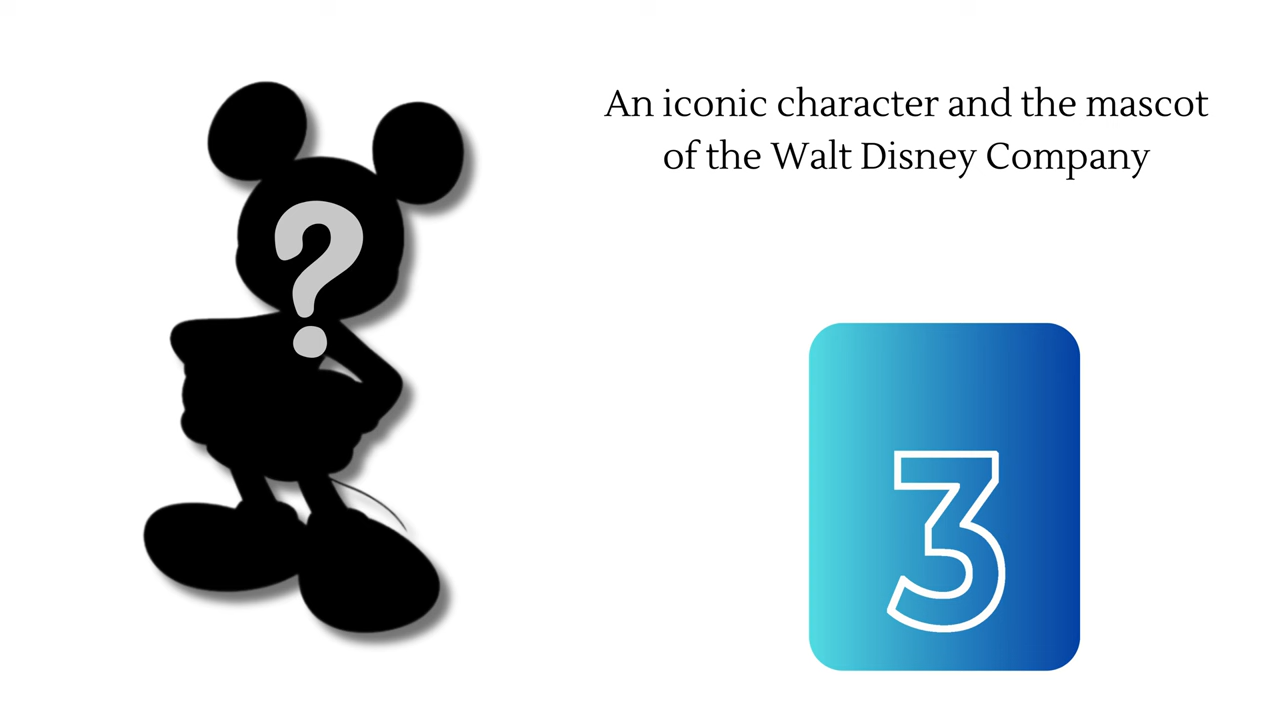 An iconic character and the mascot
of the Walt Disney Company
?
3